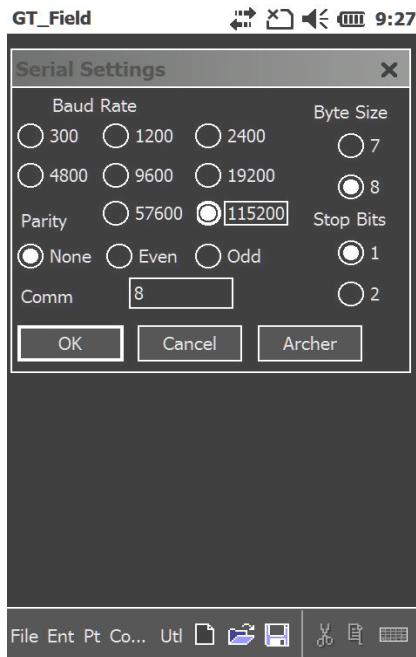 GT_Field 9:27
Serial Settings
Baud Rate
Byte Size
300 1200 2400
7
4800 9600 19200
8
57600 115200
Parity
Stop Bits
None Even Odd
1
Comm 8
2
OK Cancel Archer
File Ent Pt Co... Utl